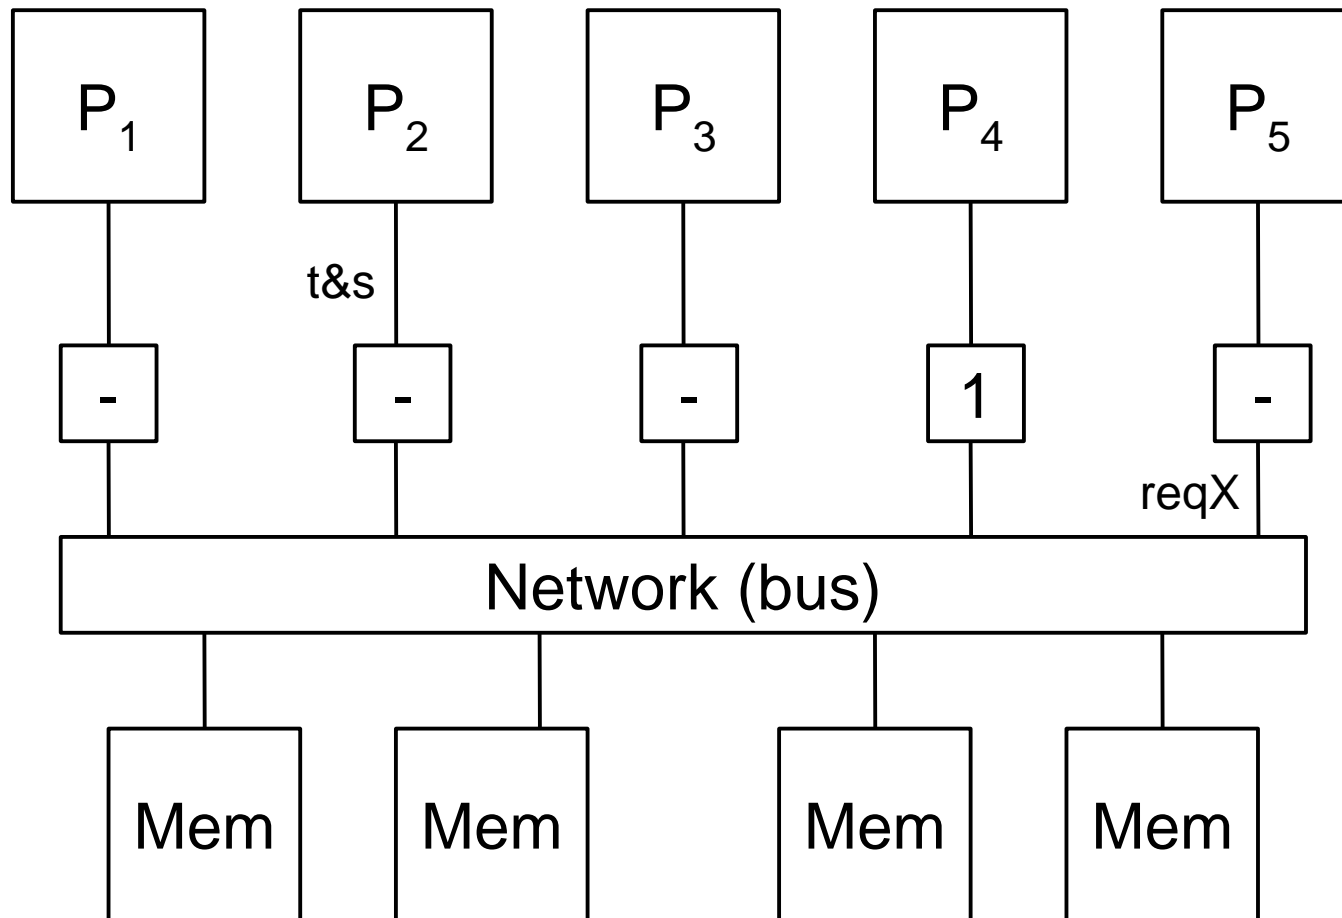 P1 P2 P3 P4 P5
t&s
- - - 1 -
reqX
Network (bus)
Mem Mem Mem Mem